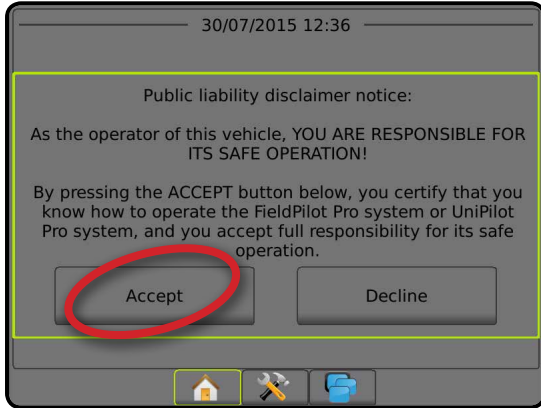 30/07/2015 12:36
Public liability disclaimer notice:
As the operator of this vehicle, YOU ARE RESPONSIBLE FOR
ITS SAFE OPERATION!
By pressing the ACCEPT button below, you certify that you
know how to operate the FieldPilot Pro system or UniPilot
Pro system, and you accept full responsibility for its safe
operation.
Accept
Decline